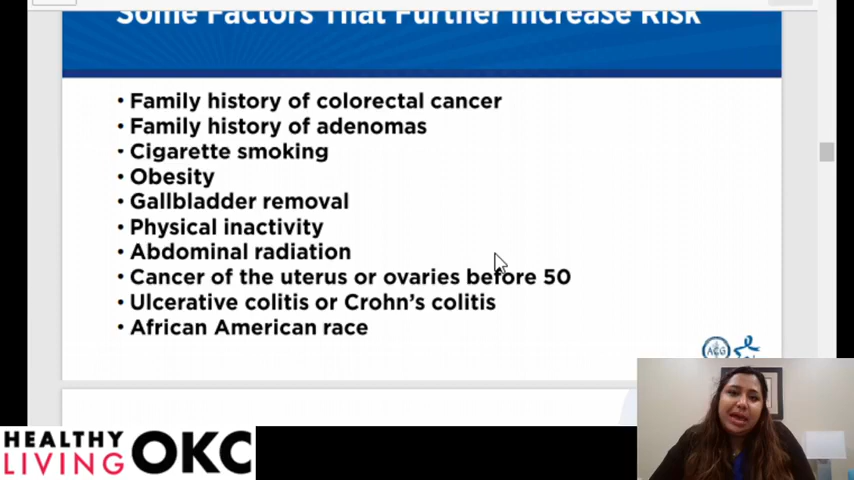 Some Factors That Further Increase Risk
• Family history of colorectal cancer
• Family history of adenomas
• Cigarette smoking
• Obesity
• Gallbladder removal
• Physical inactivity
• Abdominal radiation
• Cancer of the uterus or ovaries before 50
• Ulcerative colitis or Crohn's colitis
• African American race
ACG
HEALTHY
LIVING OKC